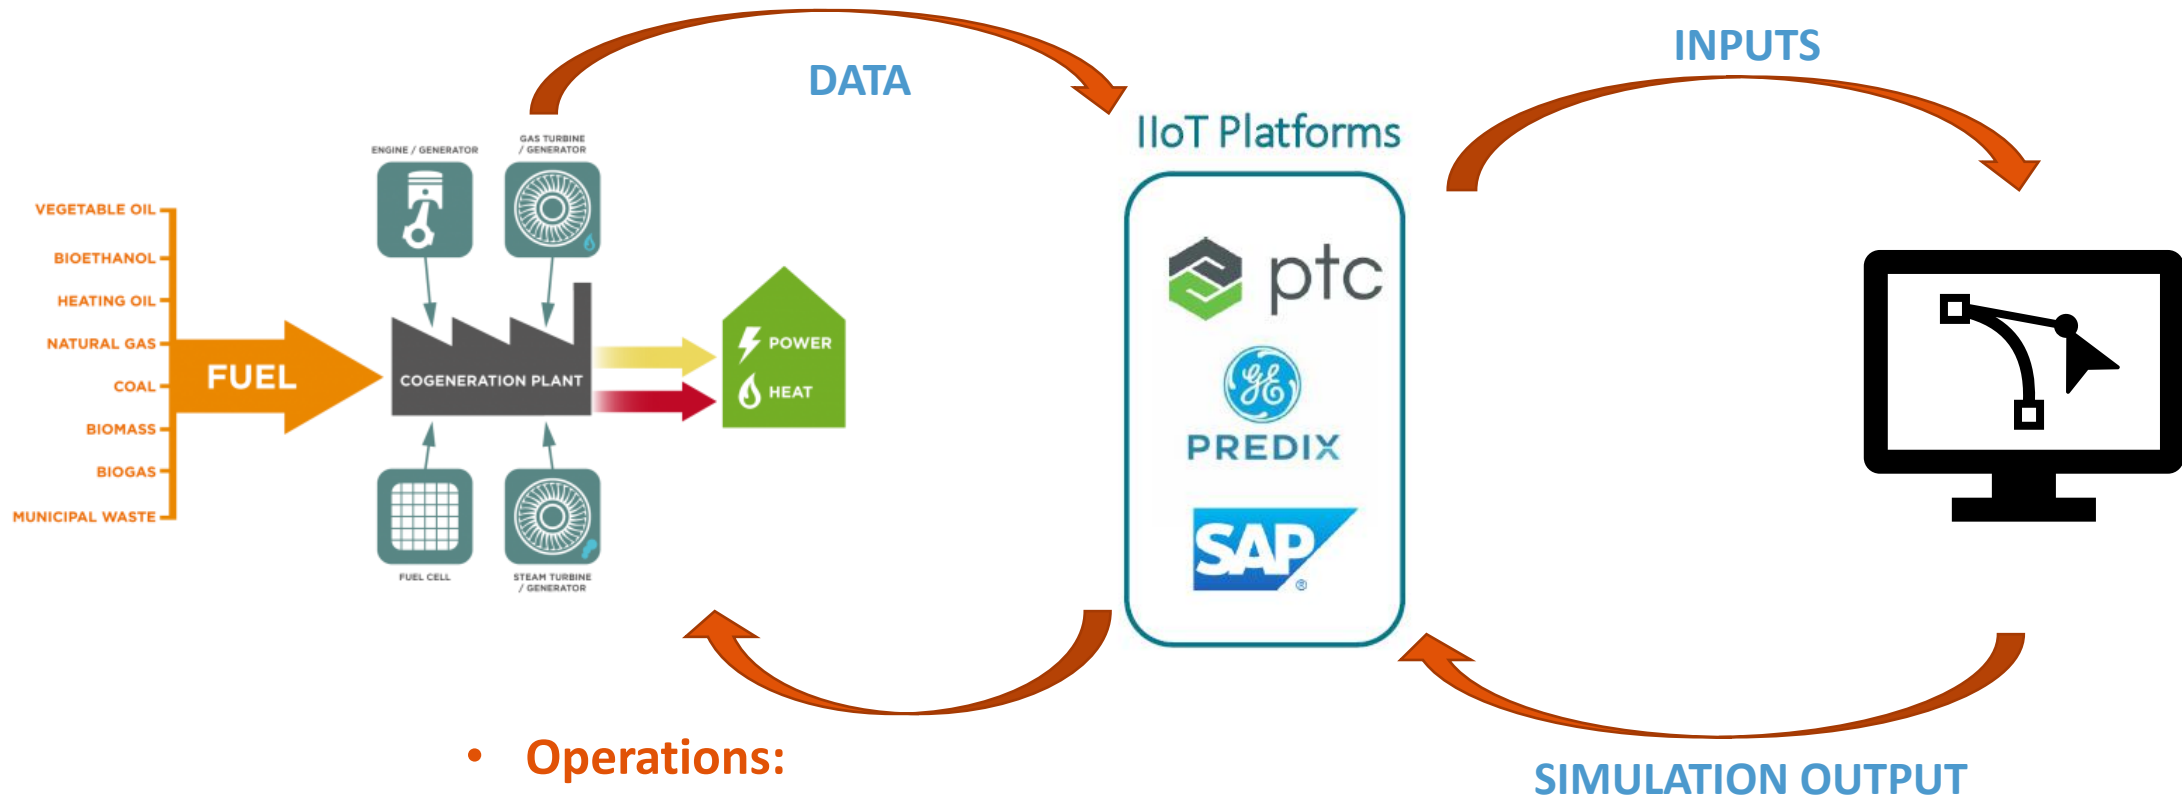 DATA
INPUTS
IIoT Platforms
ENGINE / GENERATOR
GAS TURBINE
/ GENERATOR
VEGETABLE OIL
BIOETHANOL
HEATING OIL
NATURAL GAS
COAL
BIOMASS
BIOGAS
MUNICIPAL WASTE
FUEL
COGENERATION PLANT
POWER
HEAT
FUEL CELL
STEAM TURBINE
/ GENERATOR
ptc
GE
PREDIX
SAP®
• Operations:
SIMULATION OUTPUT